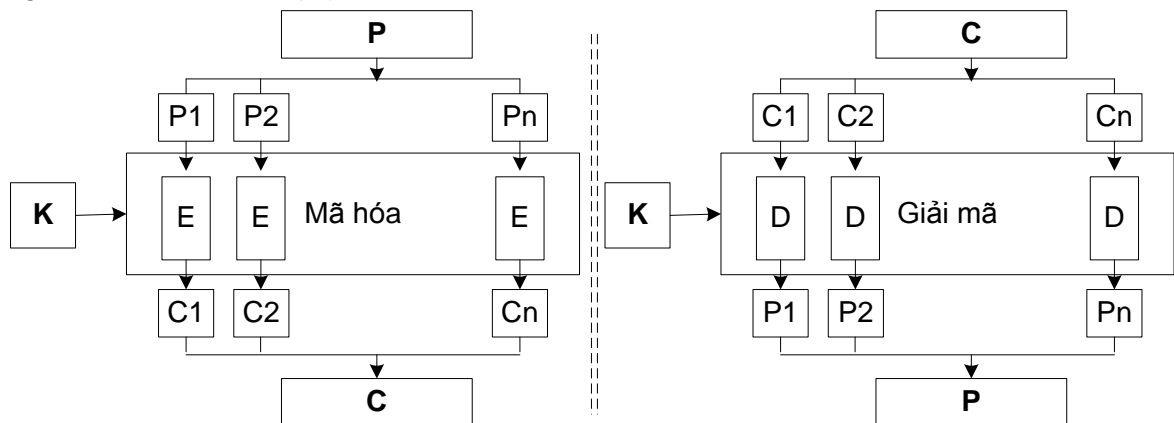 P
P1 P2 Pn
K
E E Mã hóa E
C1 C2 Cn
C
C
C1 C2 Cn
K
D D Giải mã D
P1 P2 Pn
P